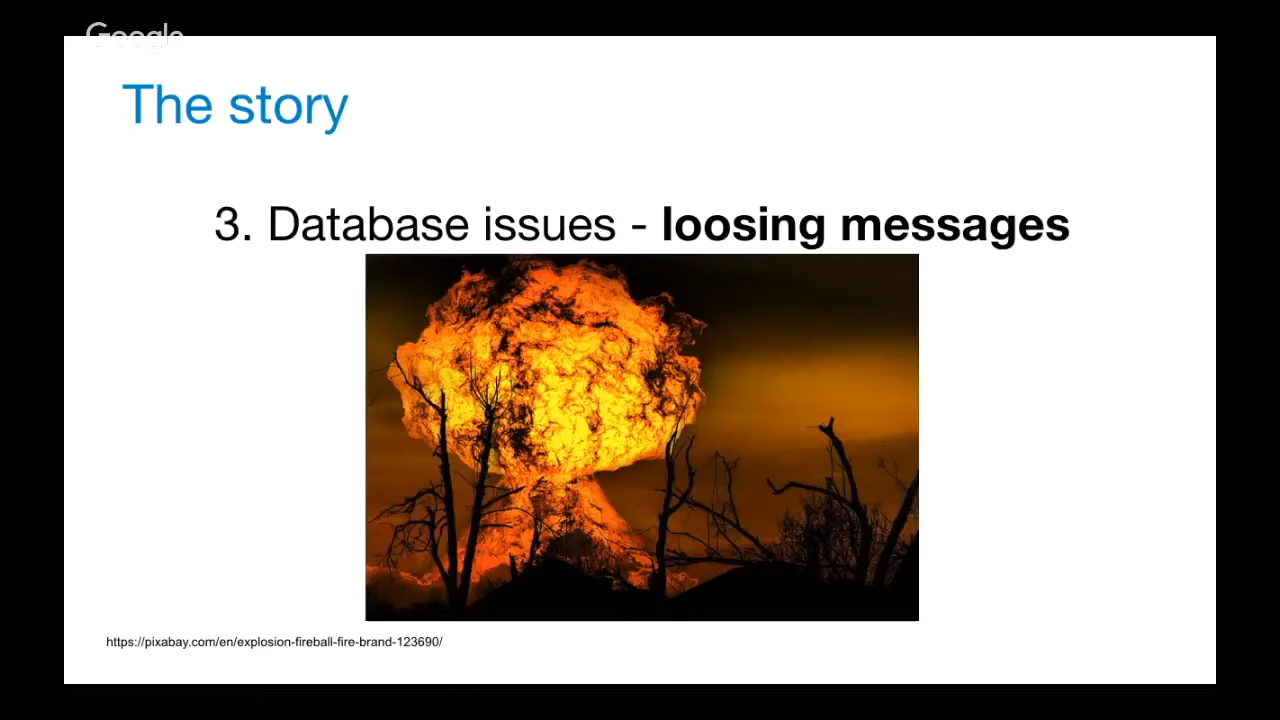 Google
The story
3. Database issues - loosing messages
https://pixabay.com/en/explosion-fireball-fire-brand-123690/